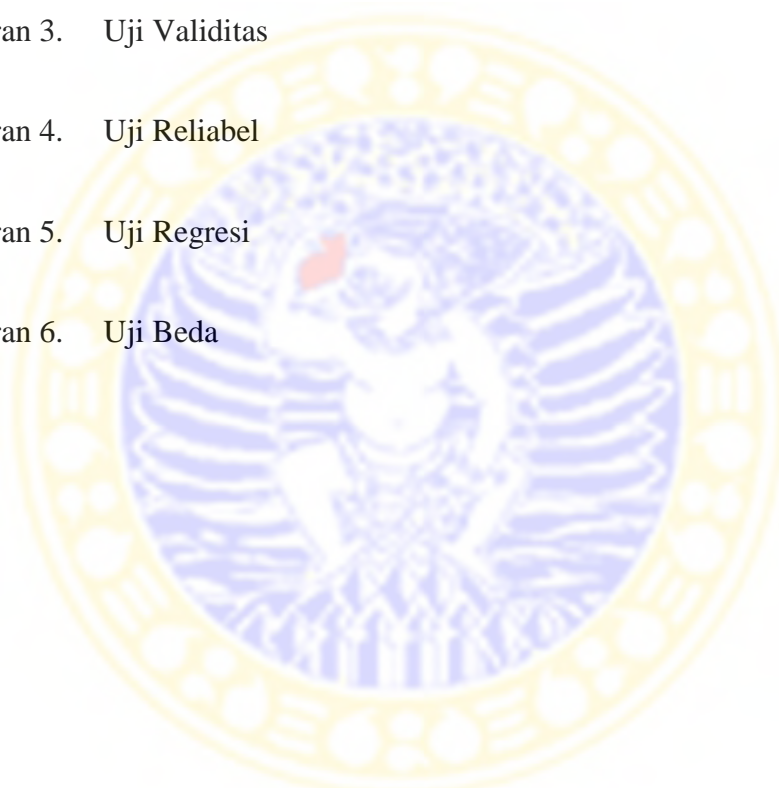 ran 3. Uji Validitas
ran 4. Uji Reliabel
ran 5. Uji Regresi
ran 6. Uji Beda